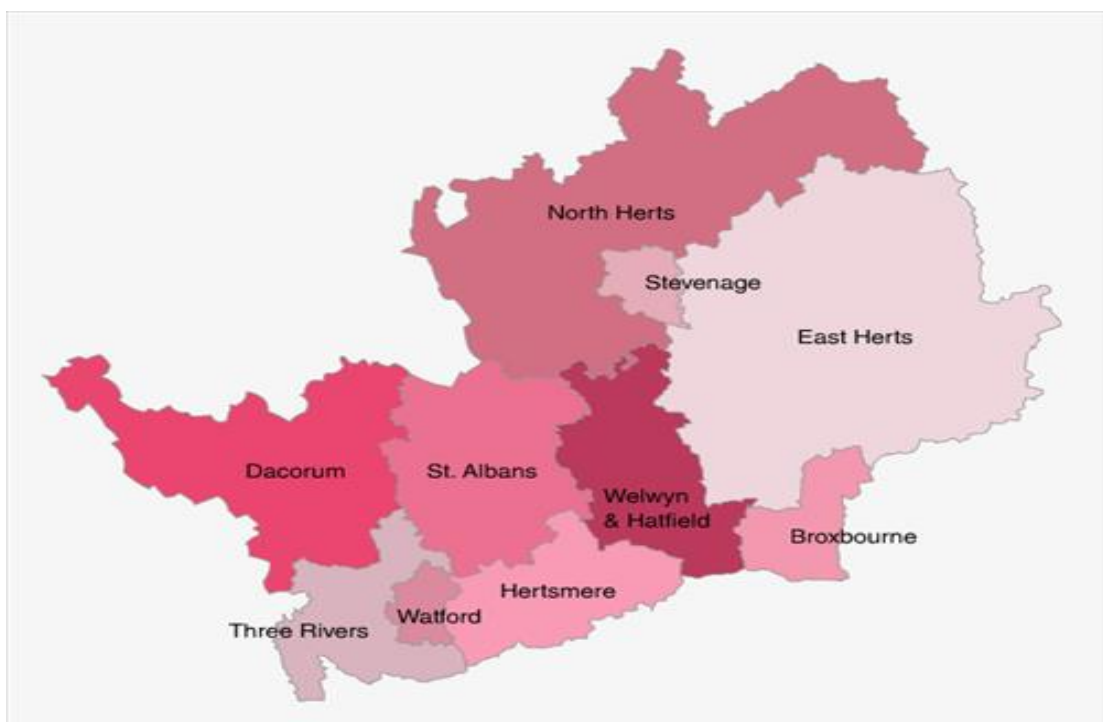 North Herts
Stevenage
East Herts
Dacorum
St. Albans
Welwyn
& Hatfield
Broxbourne
Hertsmere
Watford
Three Rivers